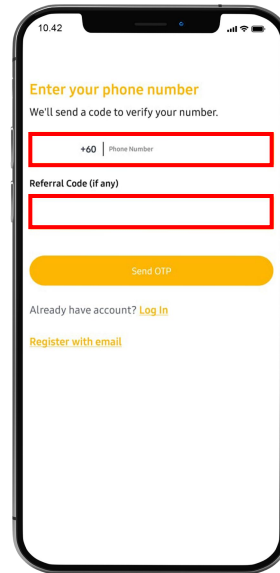 10.42
Enter your phone number
We'll send a code to verify your number.
+60 Phone Number
Referral Code (if any)
Send OTP
Already have account? Log In
Register with email